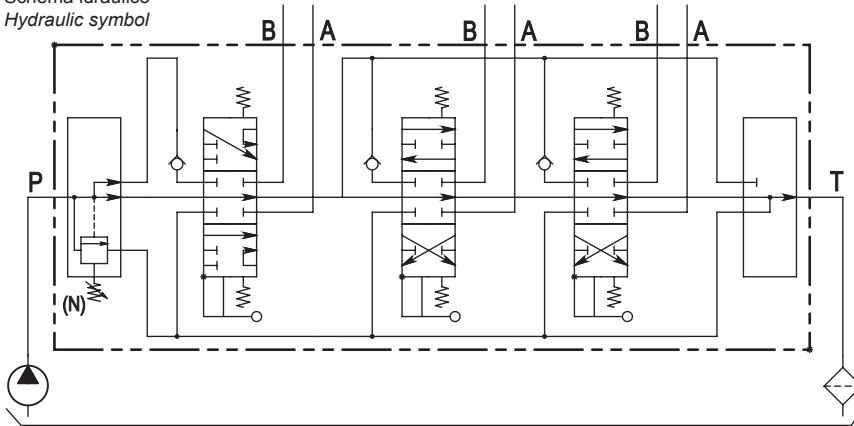 Schema idraulico
Hydraulic symbol
B A B A B A
P T
(N)